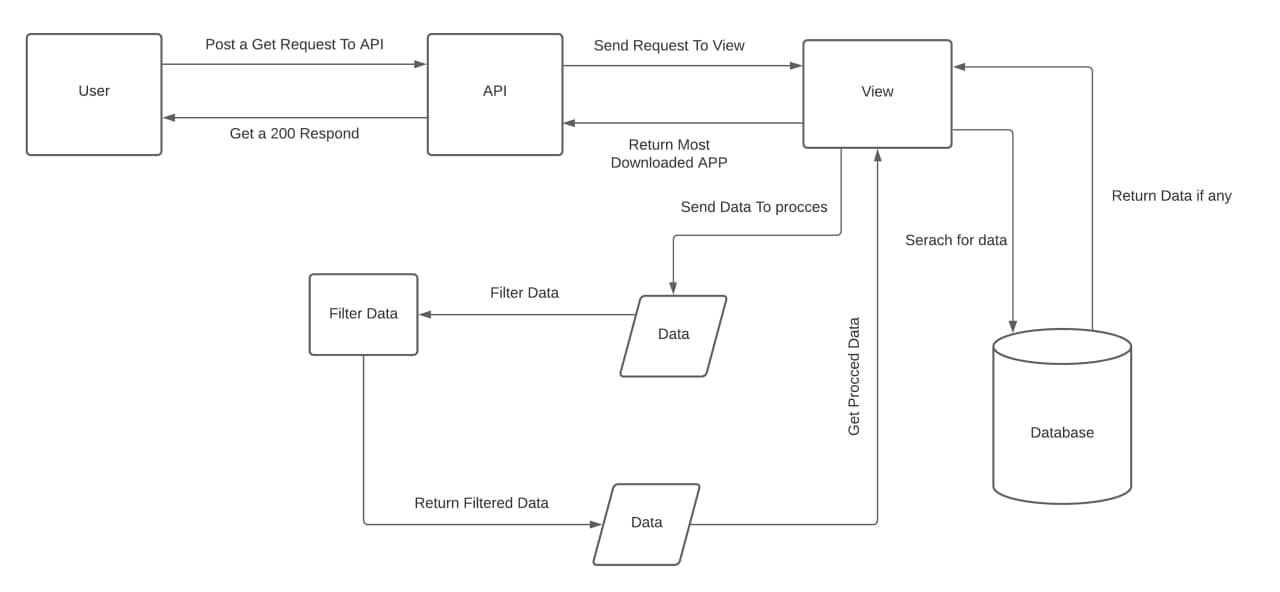 Post a Get Request To API
Send Request To View
User
API
View
Get a 200 Respond
Return Most
Downloaded APP
Return Data if any
Send Data To procces
Serach for data
Filter Data
Filter Data
Data
Get Procced Data
Database
Return Filtered Data
Data